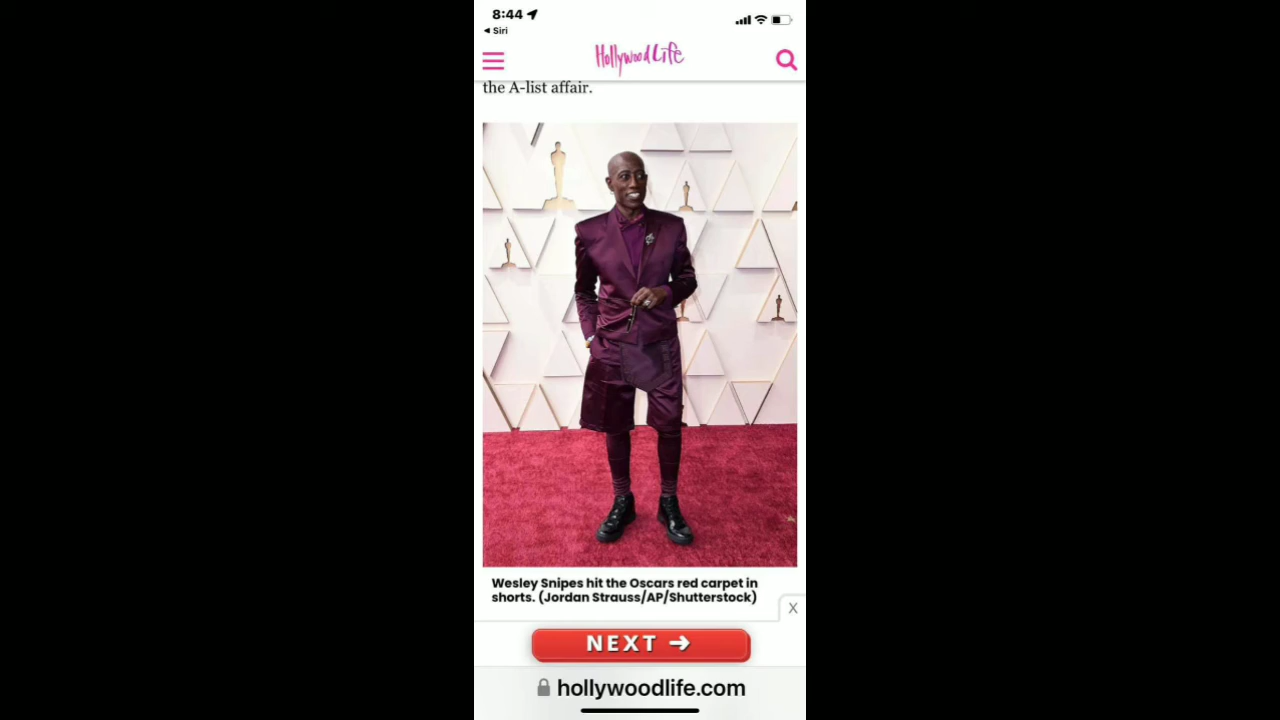 8:44
◀ Siri
HollywoodLife
the A-list affair.
Wesley Snipes hit the Oscars red carpet in
shorts. (Jordan Strauss/AP/Shutterstock)
X
NEXT →
hollywoodlife.com